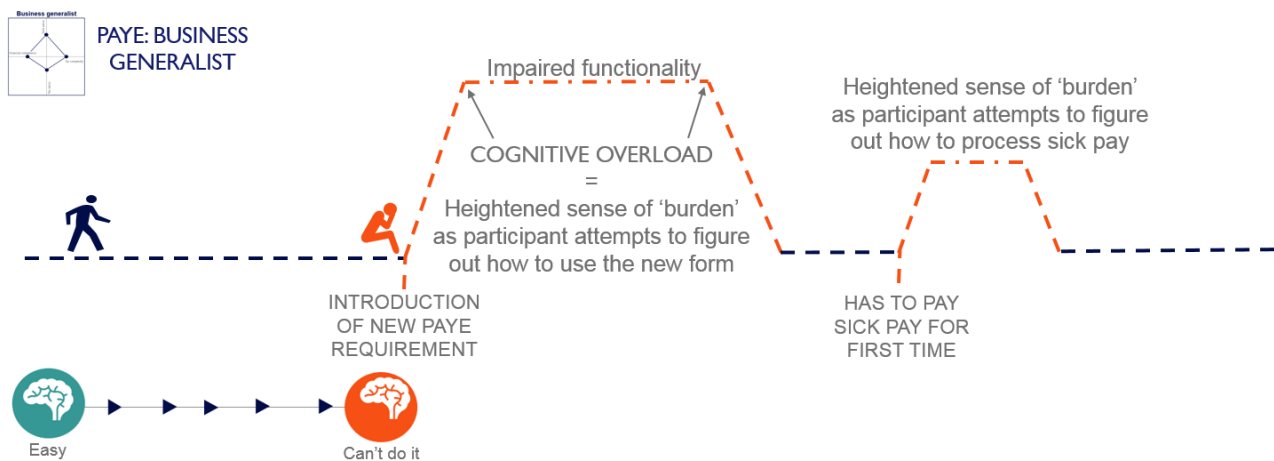 Business generalist
PAYE: BUSINESS
GENERALIST
Impaired functionality
COGNITIVE OVERLOAD
=
Heightened sense of ‘burden’
as participant attempts to figure
out how to use the new form
Heightened sense of ‘burden’
as participant attempts to figure
out how to process sick pay
INTRODUCTION
OF NEW PAYE
REQUIREMENT
HAS TO PAY
SICK PAY FOR
FIRST TIME
Easy
Can’t do it